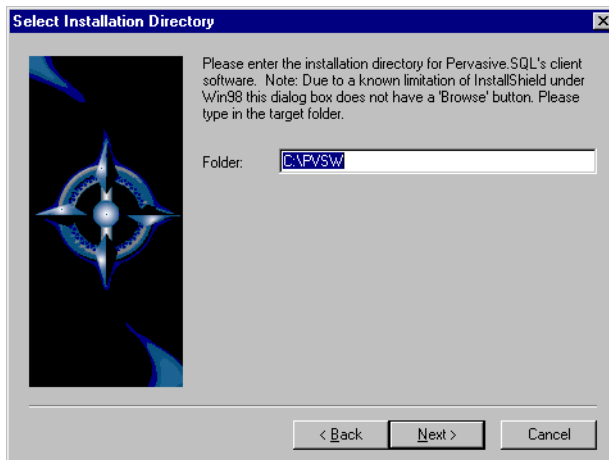 Select Installation Directory
Please enter the installation directory for Pervasive.SQL's client
software. Note: Due to a known limitation of InstallShield under
Win98 this dialog box does not have a 'Browse' button. Please
type in the target folder.
Folder: C:\PVSW
< Back Next > Cancel